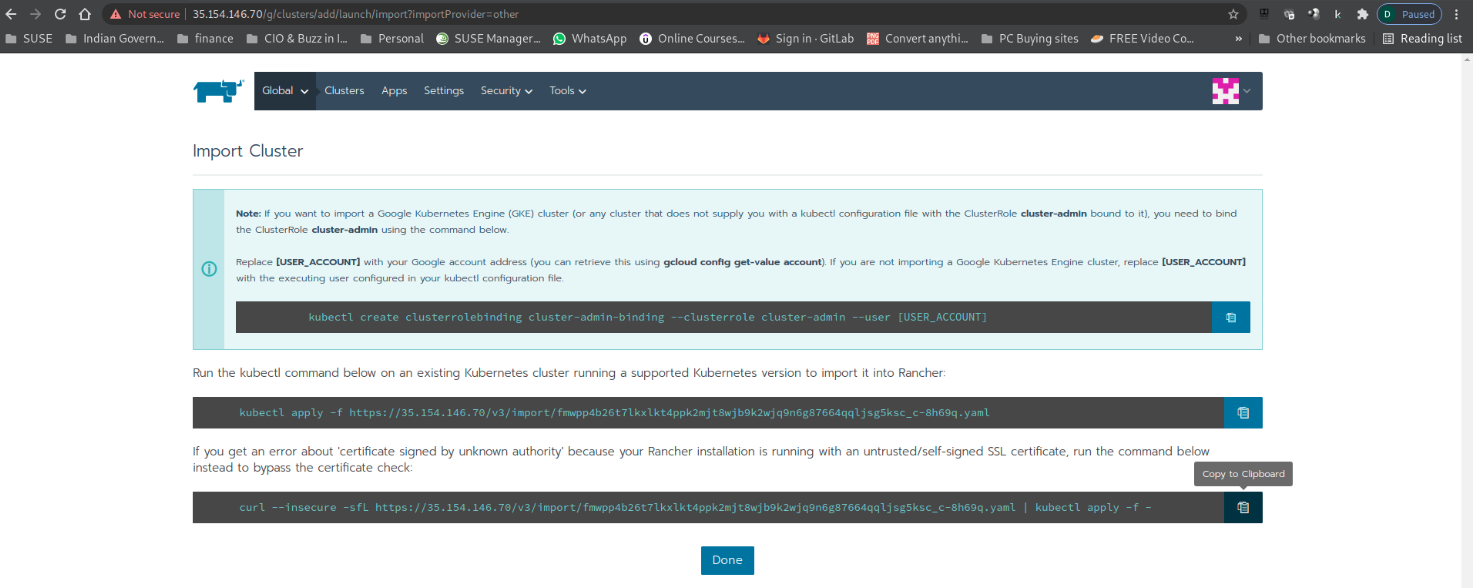 Not secure | 35.154.146.70/g/clusters/add/launch/import?importProvider=other
D Paused
SUSE Indian Govern... finance CIO & Buzz in I... Personal SUSE Manager... WhatsApp Online Courses... Sign in · GitLab Convert anythi... PC Buying sites FREE Video Co... » Other bookmarks Reading list
Global Clusters Apps Settings Security Tools
Import Cluster
Note: If you want to import a Google Kubernetes Engine (GKE) cluster (or any cluster that does not supply you with a kubectl configuration file with the ClusterRole cluster-admin bound to it), you need to bind
the ClusterRole cluster-admin using the command below.
Replace [USER_ACCOUNT] with your Google account address (you can retrieve this using gcloud config get-value account). If you are not importing a Google Kubernetes Engine cluster, replace [USER_ACCOUNT]
with the executing user configured in your kubectl configuration file.
kubectl create clusterrolebinding cluster-admin-binding --clusterrole cluster-admin --user [USER_ACCOUNT]
Run the kubectl command below on an existing Kubernetes cluster running a supported Kubernetes version to import it into Rancher:
kubectl apply -f https://35.154.146.70/v3/import/fmwpp4b26t7lkxlkt4ppk2mjt8wjb9k2wjq9n6g87664qqljsg5ksc_c-8h69q.yaml
If you get an error about 'certificate signed by unknown authority' because your Rancher installation is running with an untrusted/self-signed SSL certificate, run the command below
instead to bypass the certificate check:
Copy to Clipboard
curl --insecure -sfL https://35.154.146.70/v3/import/fmwpp4b26t7lkxlkt4ppk2mjt8wjb9k2wjq9n6g87664qqljsg5ksc_c-8h69q.yaml | kubectl apply -f -
Done